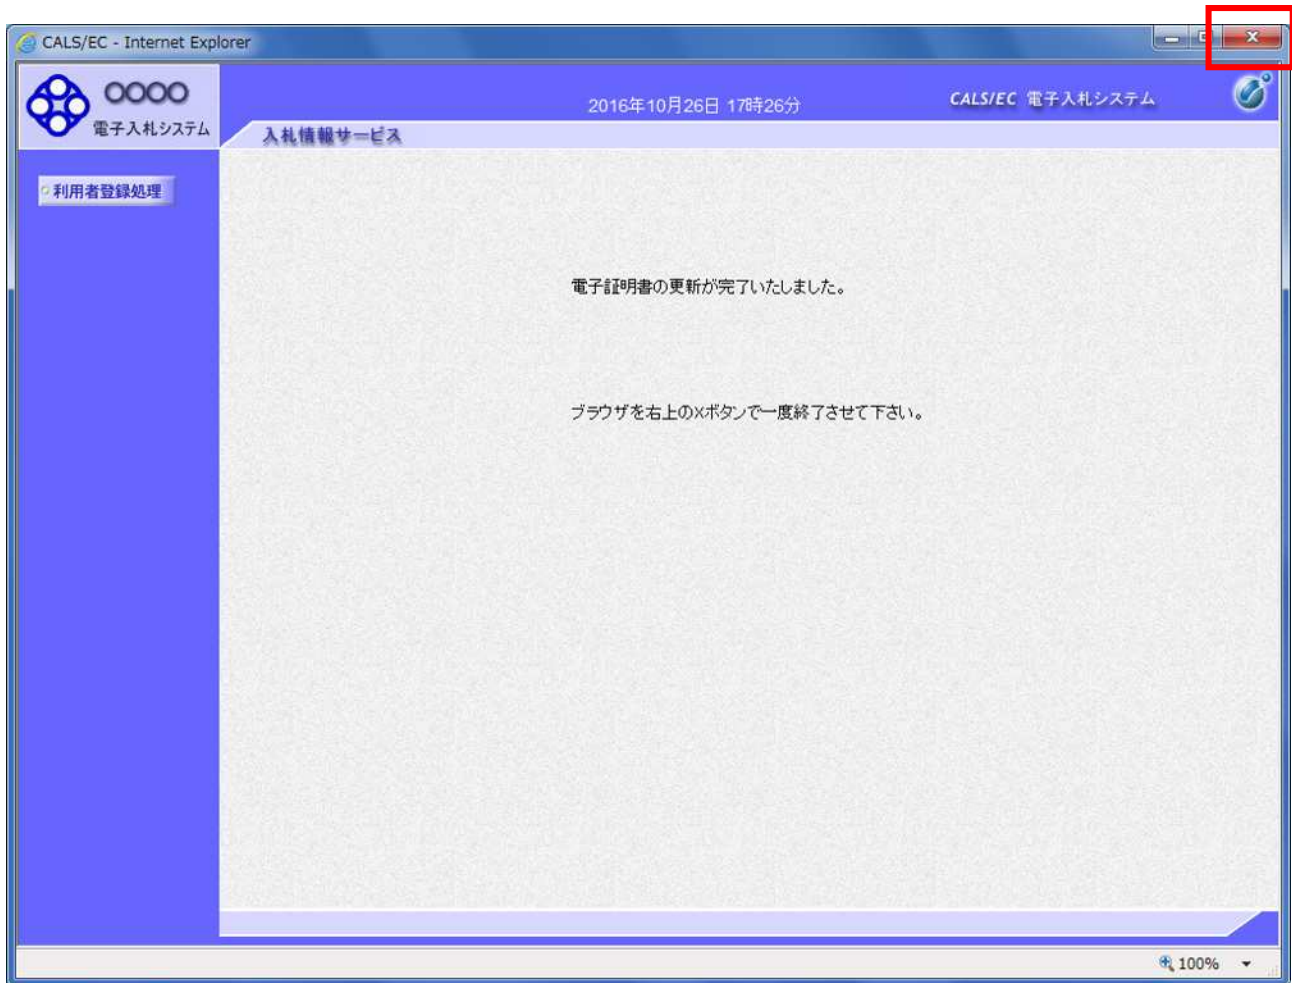 CALS/EC - Internet Explorer
○○○○
電子入札システム
2016年10月26日 17時26分
CALS/EC 電子入札システム
入札情報サービス
利用者登録処理
電子証明書の更新が完了いたしました。
ブラウザを右上の×ボタンで一度終了させて下さい。
100%